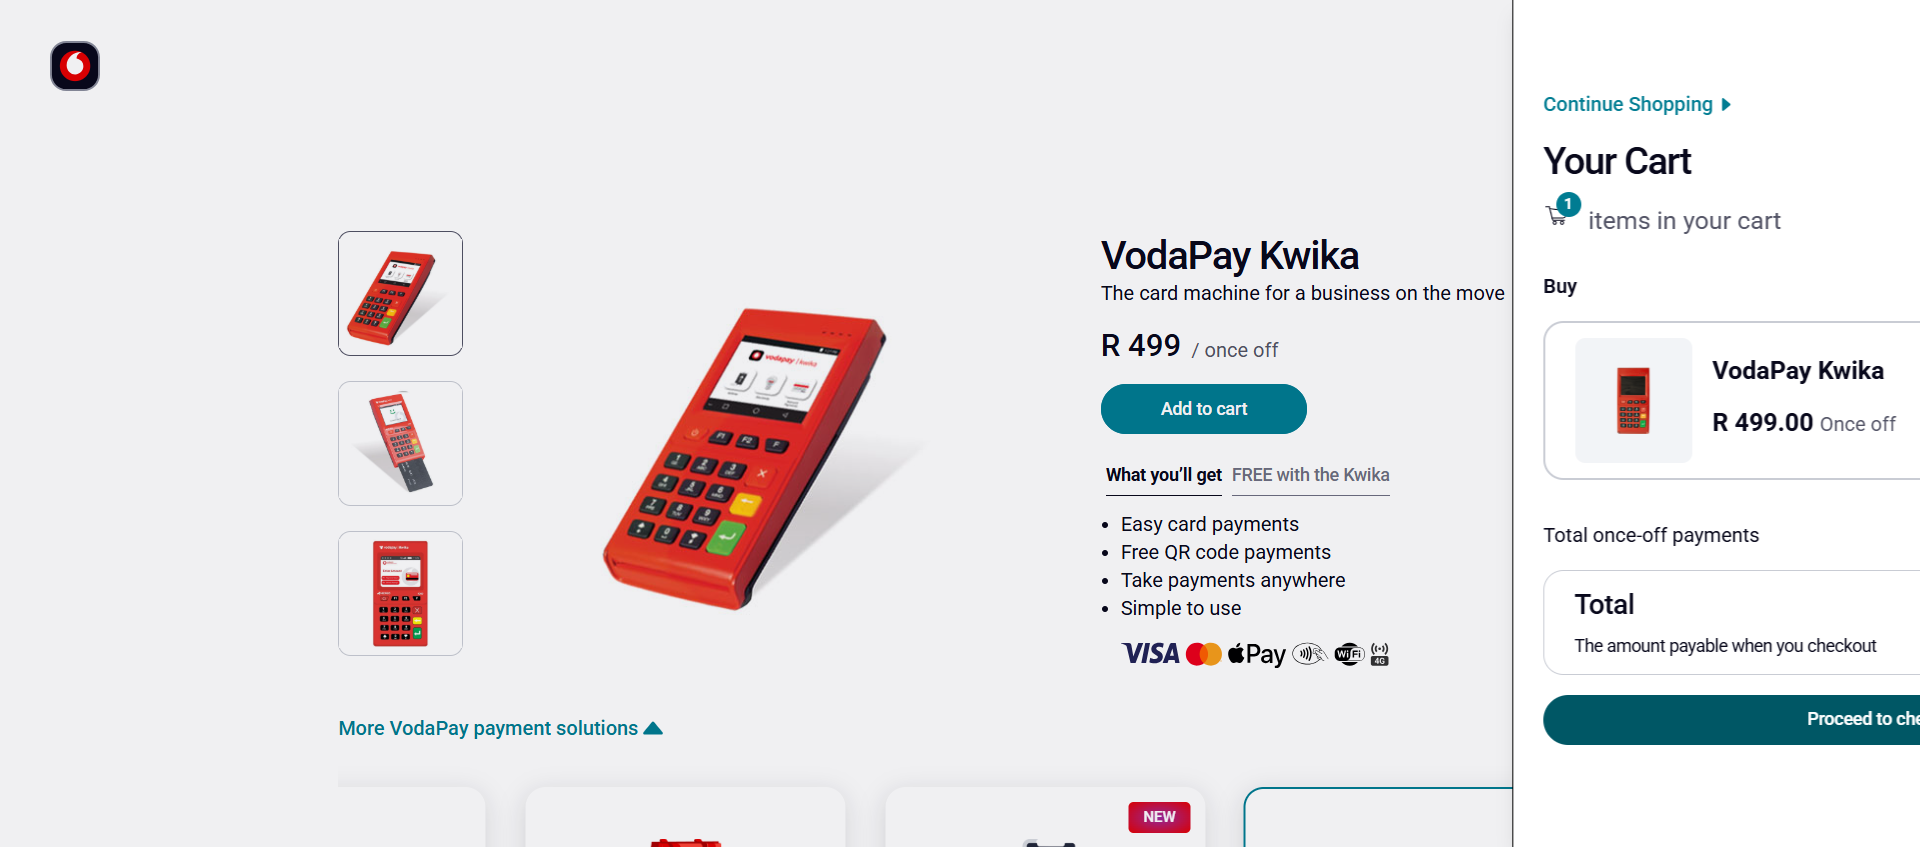 VodaPay Kwika
The card machine for a business on the move
R 499 / once off
Add to cart
What you’ll get FREE with the Kwika
• Easy card payments
• Free QR code payments
• Take payments anywhere
• Simple to use
VISA Pay WiFi 4G
More VodaPay payment solutions
NEW
Continue Shopping
Your Cart
1 items in your cart
Buy
VodaPay Kwika
R 499.00 Once off
Total once-off payments
Total
The amount payable when you checkout
Proceed to che